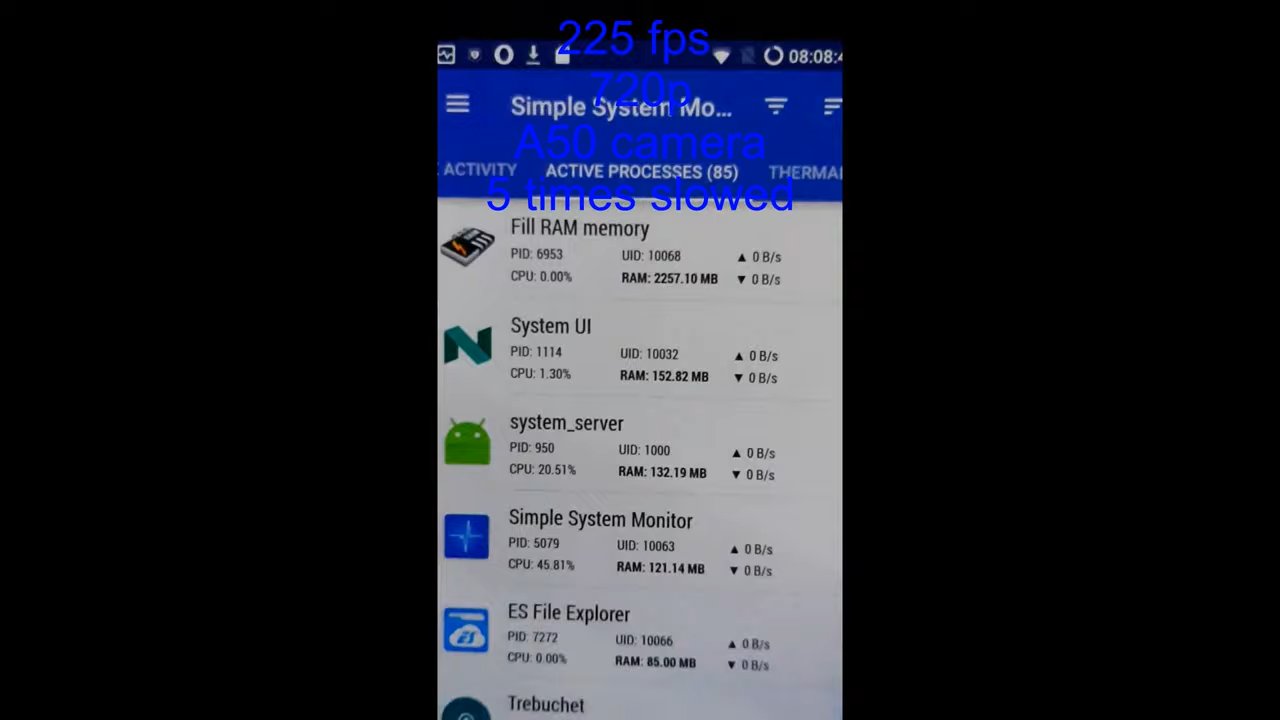 225 fps
08:08:4
720p
Simple System Mo...
A50 camera
ACTIVITY ACTIVE PROCESSES (85) THERMAL
5 times slowed
Fill RAM memory
PID: 6953 UID: 10068 ▲ 0 B/s
CPU: 0.00% RAM: 2257.10 MB ▼ 0 B/s
System UI
PID: 1114 UID: 10032 ▲ 0 B/s
CPU: 1.30% RAM: 152.82 MB ▼ 0 B/s
system_server
PID: 950 UID: 1000 ▲ 0 B/s
CPU: 20.51% RAM: 132.19 MB ▼ 0 B/s
Simple System Monitor
PID: 5079 UID: 10063 ▲ 0 B/s
CPU: 45.81% RAM: 121.14 MB ▼ 0 B/s
ES File Explorer
PID: 7272 UID: 10066 ▲ 0 B/s
CPU: 0.00% RAM: 85.00 MB ▼ 0 B/s
Trebuchet